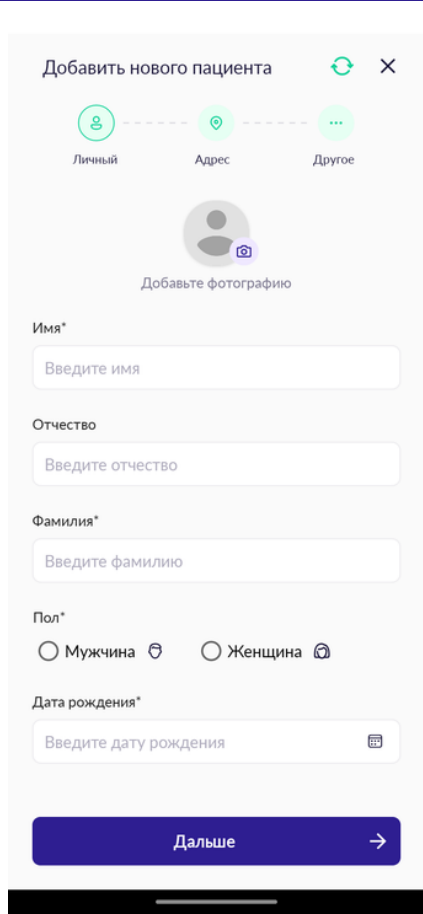 Добавить нового пациента
Личный Адрес Другое
Добавьте фотографию
Имя*
Введите имя
Отчество
Введите отчество
Фамилия*
Введите фамилию
Пол*
Мужчина Женщина
Дата рождения*
Введите дату рождения
Дальше